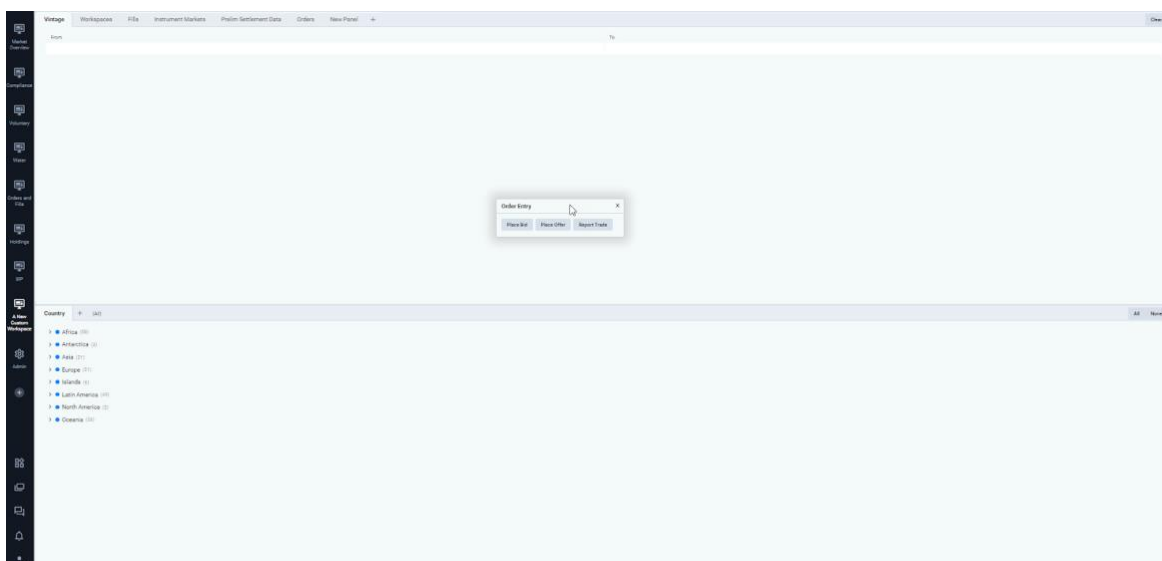 Vintage Workspaces Fills Instrument Markets Prelim Settlement Data Orders New Panel +
From To
Market Overview
Compliance
Voluntary
Water
Orders and Fills
Holdings
A New Custom Workspace
Admin
Order Entry x
Place Bid Place Offer Report Trade
Country + (All) All None
Africa
Antarctica
Asia
Europe
Islands
Latin America
North America
Oceania